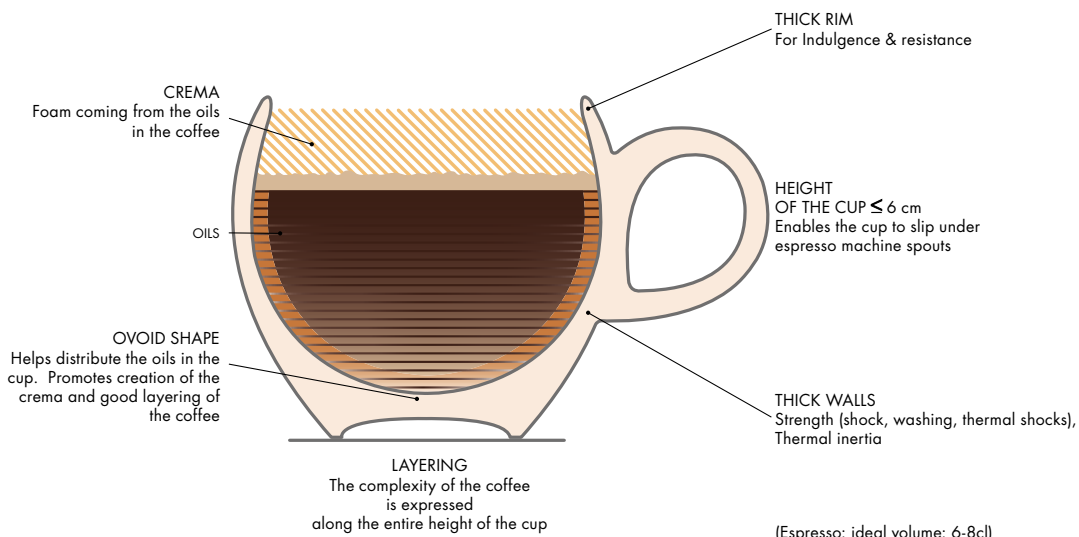 THICK RIM
For Indulgence & resistance
CREMA
Foam coming from the oils
in the coffee
HEIGHT
OF THE CUP ≤ 6 cm
Enables the cup to slip under
espresso machine spouts
OILS
OVOID SHAPE
Helps distribute the oils in the
cup. Promotes creation of the
crema and good layering of
the coffee
THICK WALLS
Strength (shock, washing, thermal shocks),
Thermal inertia
LAYERING
The complexity of the coffee
is expressed
along the entire height of the cup
(Espresso: ideal volume: 6-8cl)